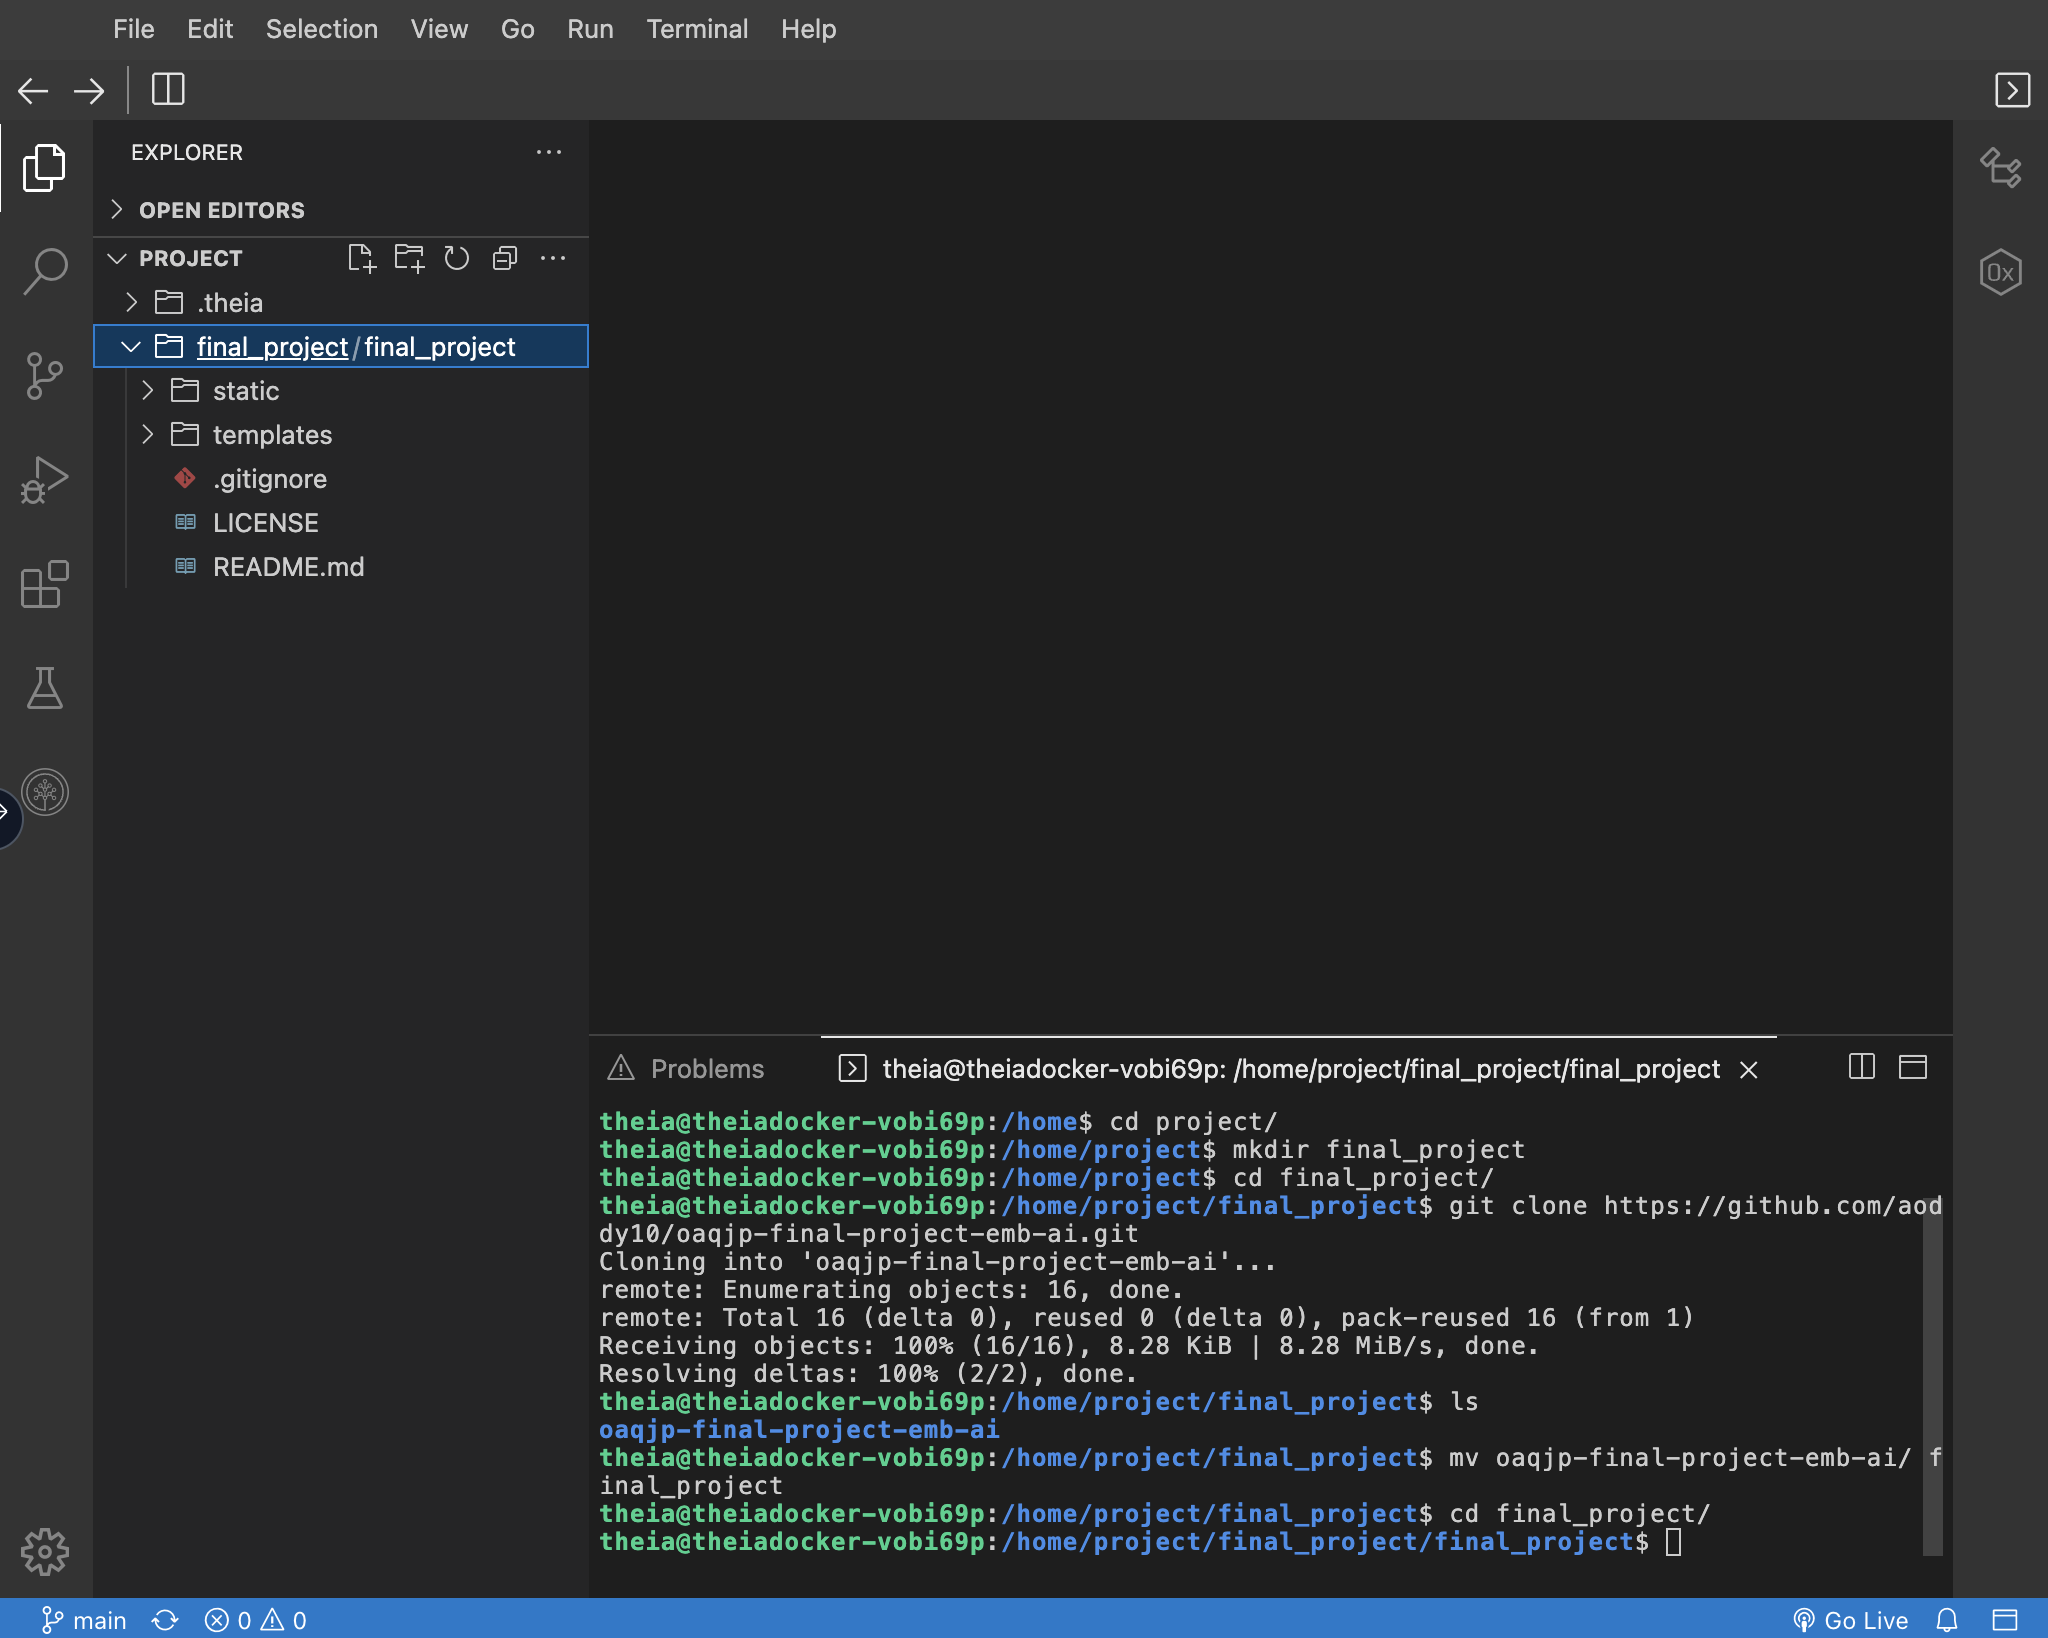 File Edit Selection View Go Run Terminal Help
EXPLORER
OPEN EDITORS
PROJECT
.theia
final_project/final_project
static
templates
.gitignore
LICENSE
README.md
0x
Problems
theia@theiadocker-vobi69p: /home/project/final_project/final_project
theia@theiadocker-vobi69p:/home$ cd project/
theia@theiadocker-vobi69p:/home/project$ mkdir final_project
theia@theiadocker-vobi69p:/home/project$ cd final_project/
theia@theiadocker-vobi69p:/home/project/final_project$ git clone https://github.com/aod
dy10/oaqjp-final-project-emb-ai.git
Cloning into 'oaqjp-final-project-emb-ai'...
remote: Enumerating objects: 16, done.
remote: Total 16 (delta 0), reused 0 (delta 0), pack-reused 16 (from 1)
Receiving objects: 100% (16/16), 8.28 KiB | 8.28 MiB/s, done.
Resolving deltas: 100% (2/2), done.
theia@theiadocker-vobi69p:/home/project/final_project$ ls
oaqjp-final-project-emb-ai
theia@theiadocker-vobi69p:/home/project/final_project$ mv oaqjp-final-project-emb-ai/ f
inal_project
theia@theiadocker-vobi69p:/home/project/final_project$ cd final_project/
theia@theiadocker-vobi69p:/home/project/final_project/final_project$
main 0 0 Go Live